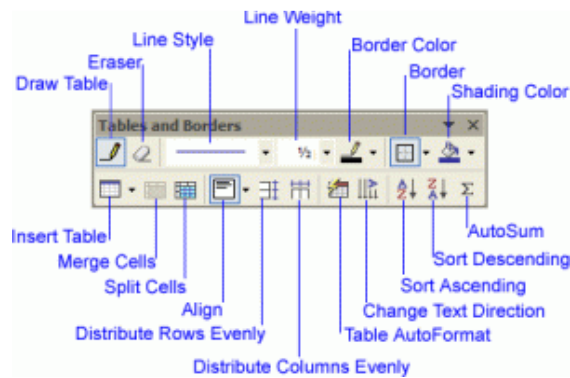 Line Weight
Line Style
Border Color
Eraser
Border
Draw Table
Shading Color
Tables and Borders
½
Insert Table
AutoSum
Merge Cells
Sort Descending
Split Cells
Sort Ascending
Align
Change Text Direction
Distribute Rows Evenly
Table AutoFormat
Distribute Columns Evenly